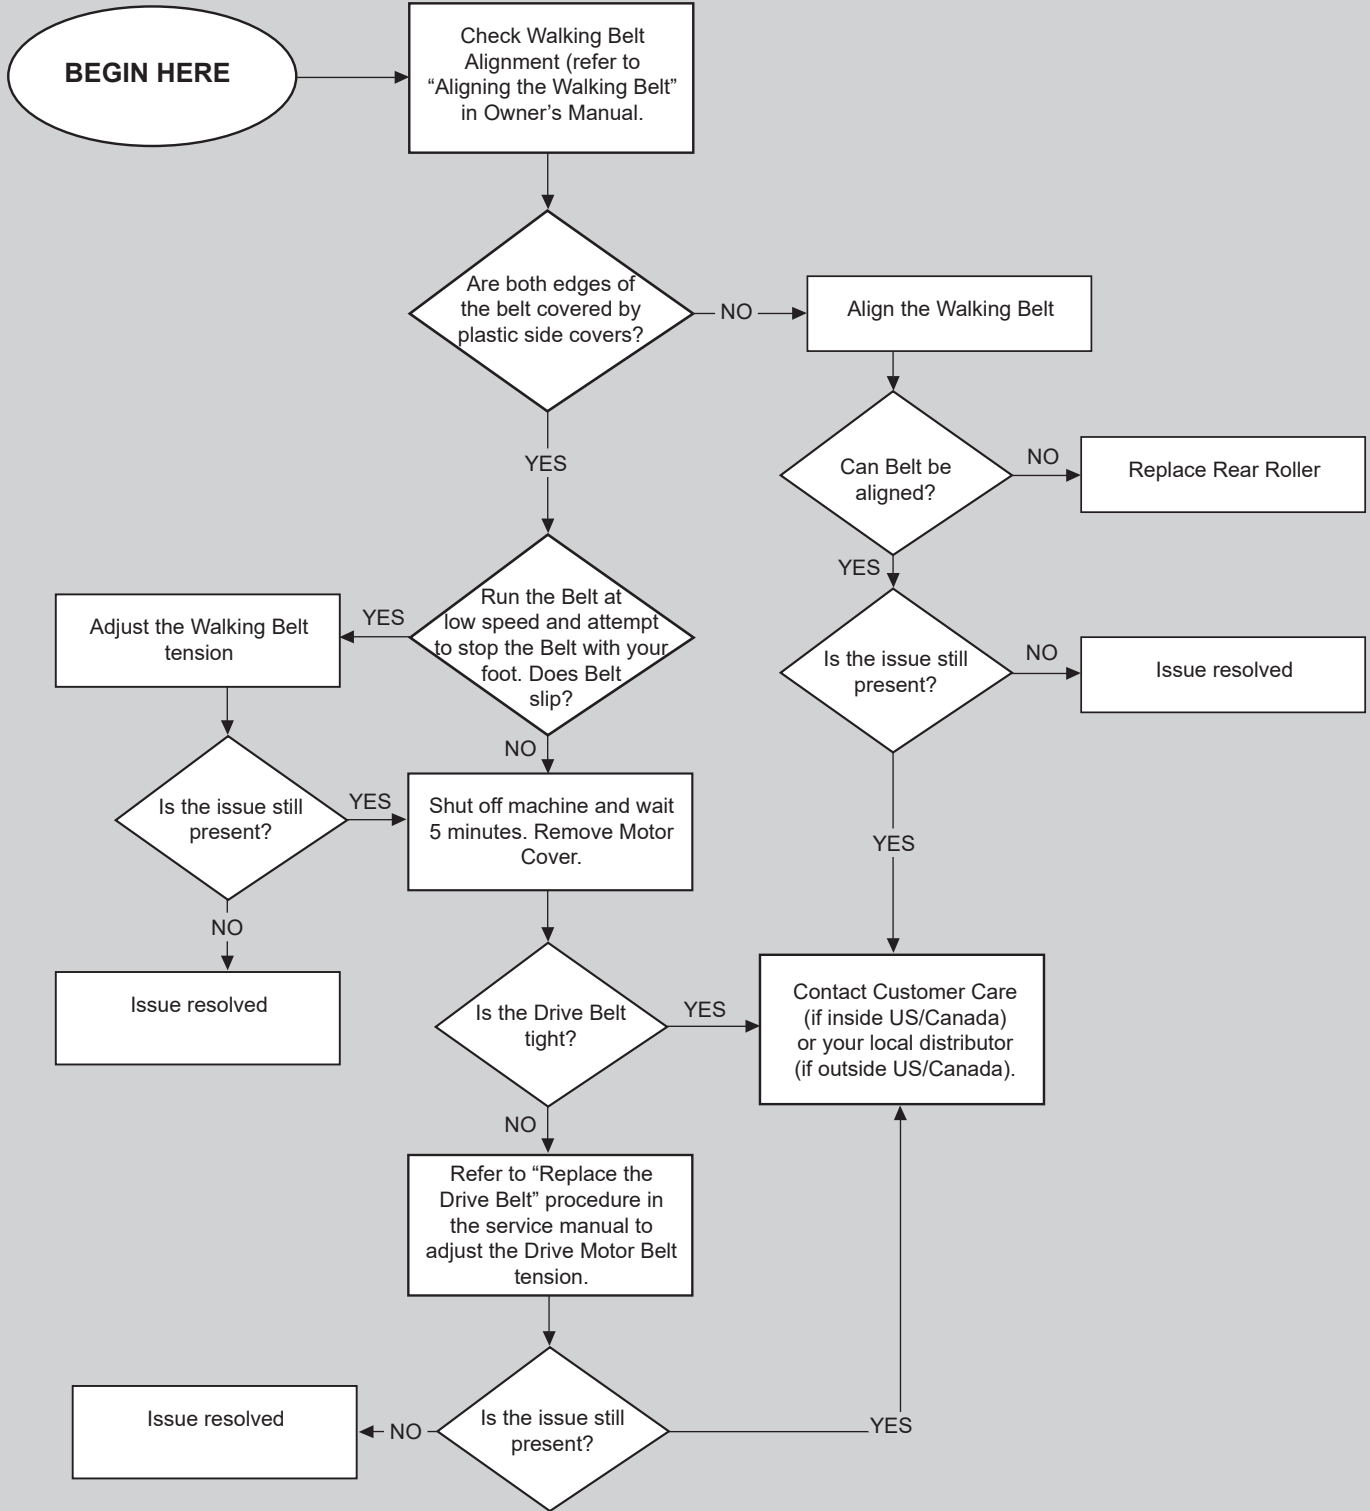 BEGIN HERE
Check Walking Belt
Alignment (refer to
“Aligning the Walking Belt”
in Owner’s Manual.
Are both edges of
the belt covered by
plastic side covers?
NO
Align the Walking Belt
YES
Can Belt be
aligned?
NO
Replace Rear Roller
YES
Run the Belt at
low speed and attempt
to stop the Belt with your
foot. Does Belt
slip?
YES
Adjust the Walking Belt
tension
Is the issue still
present?
NO
Issue resolved
NO
Is the issue still
present?
YES
Shut off machine and wait
5 minutes. Remove Motor
Cover.
YES
NO
Issue resolved
Is the Drive Belt
tight?
YES
Contact Customer Care
(if inside US/Canada)
or your local distributor
(if outside US/Canada).
NO
Refer to “Replace the
Drive Belt” procedure in
the service manual to
adjust the Drive Motor Belt
tension.
Is the issue still
present?
NO
Issue resolved
YES